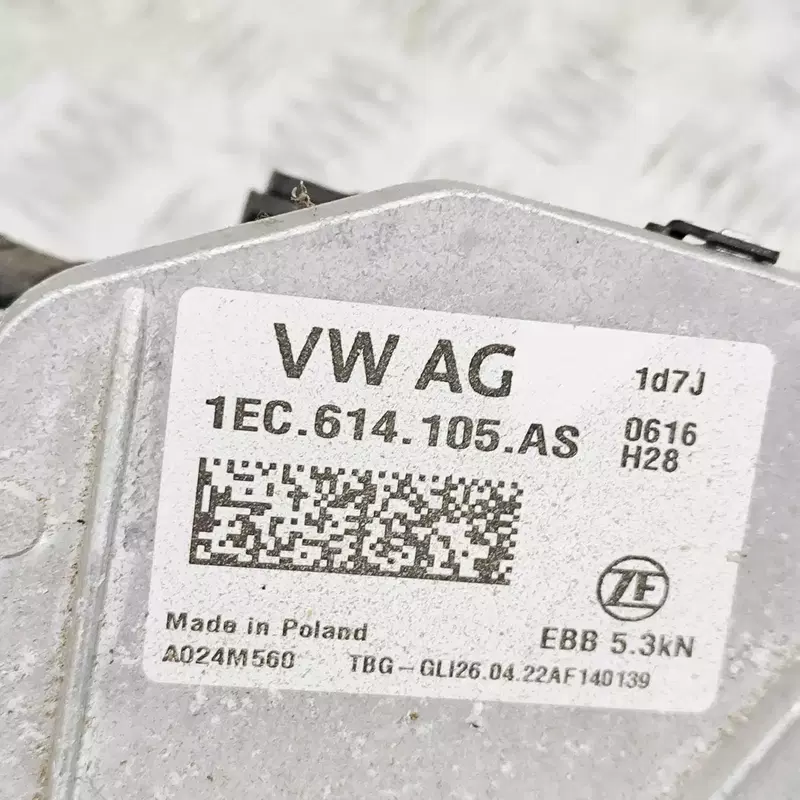 VW AG
1d7J
1EC.614.105.AS
0616
H28
ZF
Made in Poland
EBB 5.3kN
A024M560
TBG-GLI26.04.22AF140139